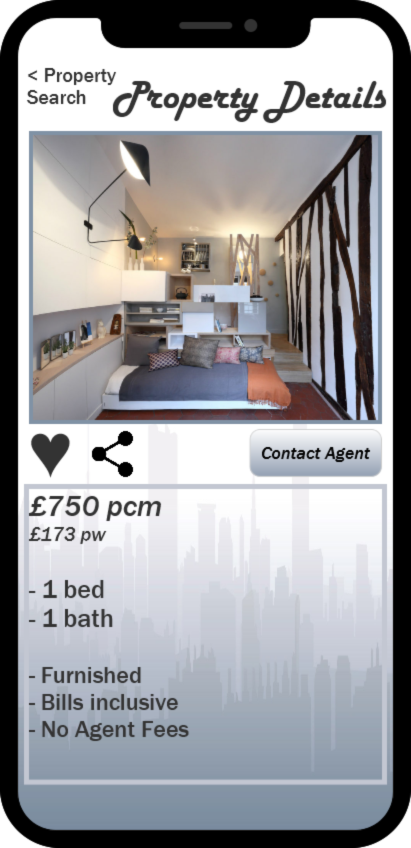 < Property
Search
Property Details
Contact Agent
£750 pcm
£173 pw
- 1 bed
- 1 bath
- Furnished
- Bills inclusive
- No Agent Fees